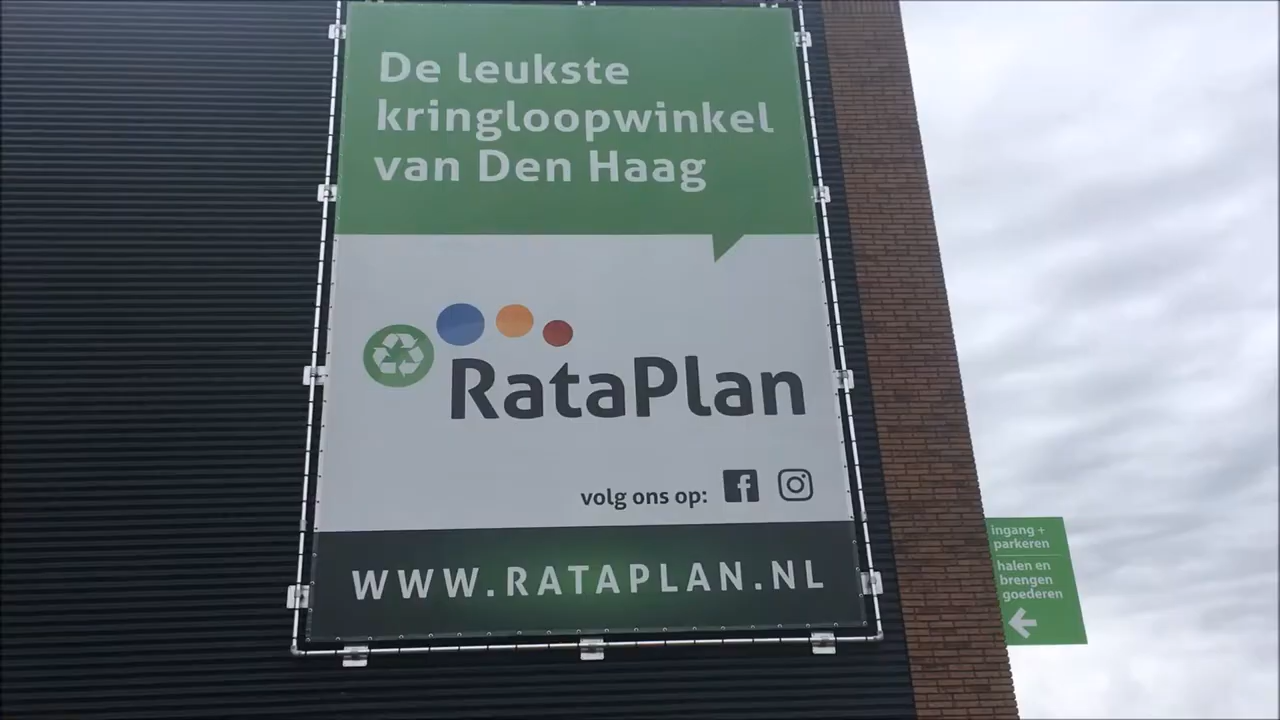 De leukste
kringloopwinkel
van Den Haag
RataPlan
volg ons op:
WWW.RATAPLAN.NL
ingang +
parkeren
halen en
brengen
goederen